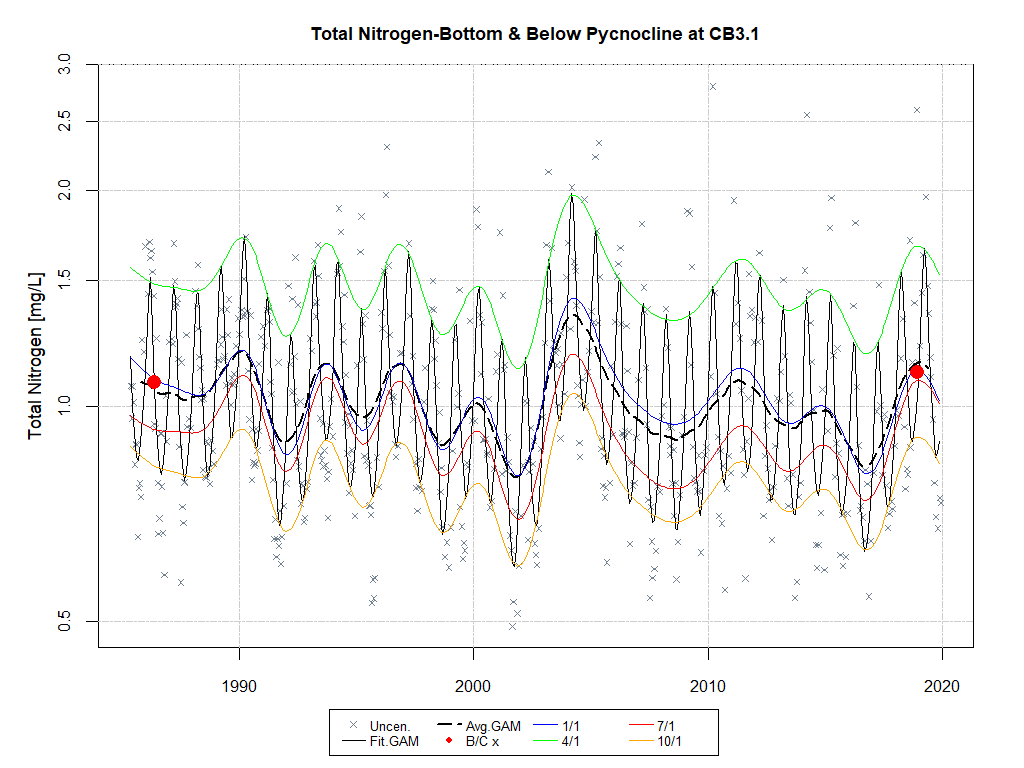 Total Nitrogen-Bottom & Below Pycnocline at CB3.1
Total Nitrogen [mg/L]
3.0
2.5
2.0
1.5
1.0
0.5
1990 2000 2010 2020
Uncen. Avg.GAM 1/1 7/1
Fit.GAM B/C x 4/1 10/1